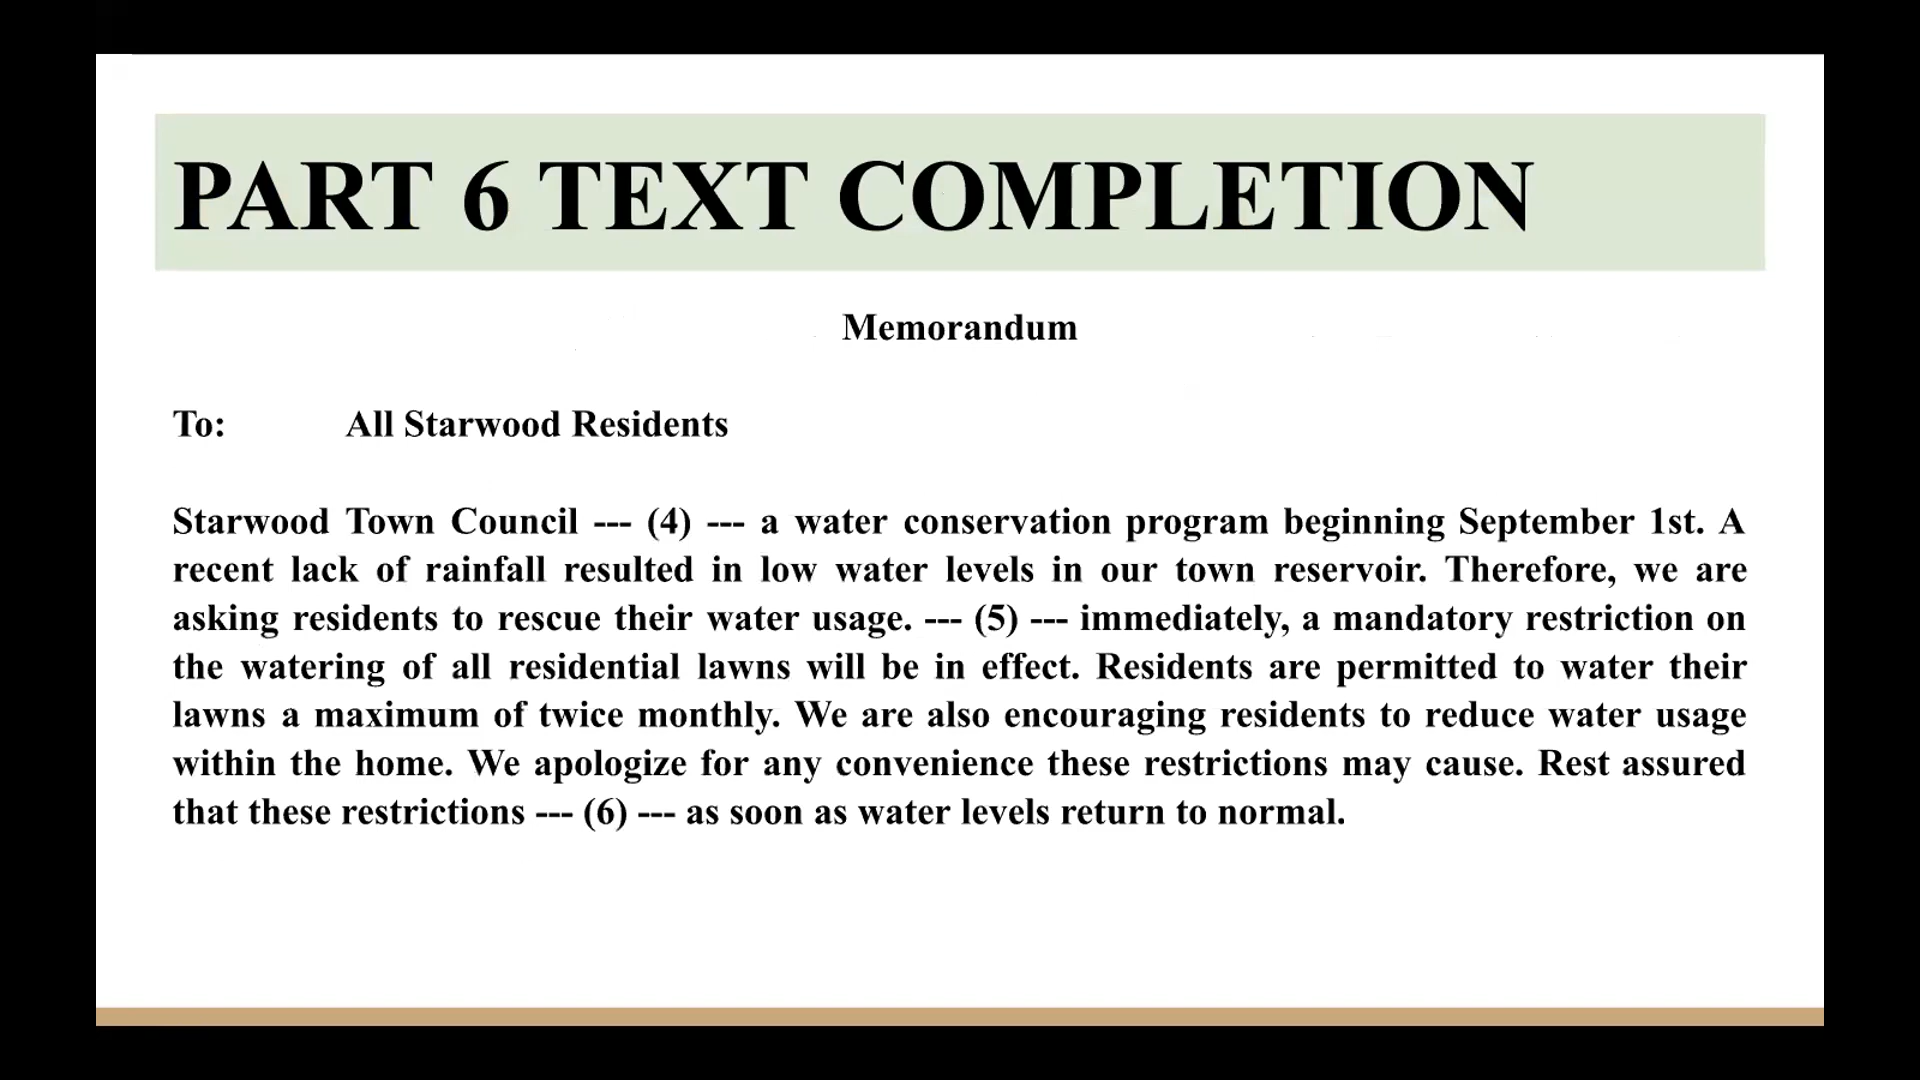 PART 6 TEXT COMPLETION
Memorandum
To: All Starwood Residents
Starwood Town Council --- (4) --- a water conservation program beginning September 1st. A
recent lack of rainfall resulted in low water levels in our town reservoir. Therefore, we are
asking residents to rescue their water usage. --- (5) --- immediately, a mandatory restriction on
the watering of all residential lawns will be in effect. Residents are permitted to water their
lawns a maximum of twice monthly. We are also encouraging residents to reduce water usage
within the home. We apologize for any convenience these restrictions may cause. Rest assured
that these restrictions --- (6) --- as soon as water levels return to normal.